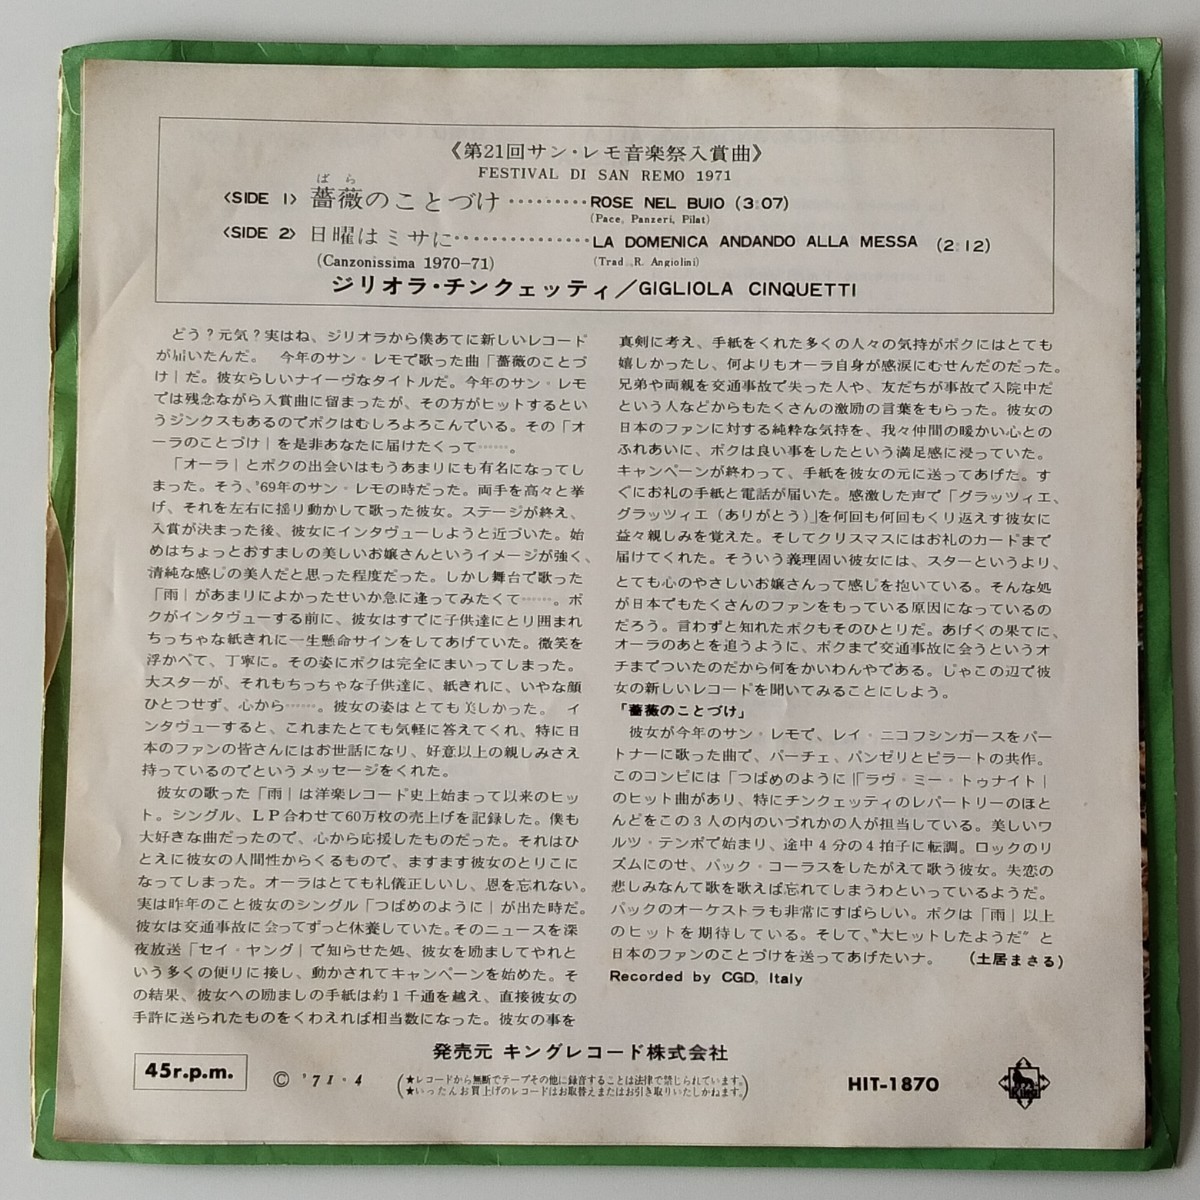 《第21回サン・レモ音楽祭入賞曲》
FESTIVAL DI SAN REMO 1971
ばら
〈SIDE 1〉 薔薇のことづけ ………ROSE NEL BUIO (3:07)
(Pace, Panzeri, Pilat)
〈SIDE 2〉 日曜はミサに……………LA DOMENICA ANDANDO ALLA MESSA (2:12)
(Canzonissima 1970-71) (Trad. R. Angiolini)
ジリオラ・チンクェッティ／GIGLIOLA CINQUETTI
どう？元気？実はね、ジリオラから僕あてに新しいレコード
が届いたんだ。 今年のサン・レモで歌った曲「薔薇のことづ
け」だ。彼女らしいナイーヴなタイトルだ。今年のサン・レモ
では残念ながら入賞曲に留まったが、その方がヒットするとい
うジンクスもあるのでボクはむしろよろこんでいる。その「オ
ーラのことづけ」を是非あなたに届けたくって……。
「オーラ」とボクの出会いはもうあまりにも有名になってし
まった。そう、'69年のサン・レモの時だった。両手を高々と挙
げ、それを左右に揺り動かして歌った彼女。ステージが終え、
入賞が決まった後、彼女にインタヴューしようと近づいた。始
めはちょっとおすましの美しいお嬢さんというイメージが強く、
清純な感じの美人だと思った程度だった。しかし舞台で歌った
「雨」があまりによかったせいか急に逢ってみたくて……。ボ
クがインタヴューする前に、彼女はすでに子供達にとり囲まれ
ちっちゃな紙きれに一生懸命サインをしてあげていた。微笑を
浮かべて、丁寧に。その姿にボクは完全にまいってしまった。
大スターが、それもちっちゃな子供達に、紙きれに、いやな顔
ひとつせず、心から……。彼女の姿はとても美しかった。 イ
ンタヴューすると、これまたとても気軽に答えてくれ、特に日
本のファンの皆さんにはお世話になり、好意以上の親しみさえ
持っているのでというメッセージをくれた。
彼女の歌った「雨」は洋楽レコード史上始まって以来のヒッ
ト。シングル、LP合わせて60万枚の売上げを記録した。僕も
大好きな曲だったので、心から応援したものだった。それはひ
とえに彼女の人間性からくるもので、ますます彼女のとりこに
なってしまった。オーラはとても礼儀正しいし、恩を忘れない。
実は昨年のこと彼女のシングル「つばめのように」が出た時だ。
彼女は交通事故に会ってずっと休養していた。そのニュースを深
夜放送「セイ・ヤング」で知らせた処、彼女を励ましてやれと
いう多くの便りに接し、動かされてキャンペーンを始めた。そ
の結果、彼女への励ましの手紙は約1千通を越え、直接彼女の
手許に送られたものをくわえれば相当数になった。彼女の事を
真剣に考え、手紙をくれた多くの人々の気持がボクにはとても
嬉しかったし、何よりもオーラ自身が感涙にむせんだのだった。
兄弟や両親を交通事故で失った人や、友だちが事故で入院中だ
という人などからもたくさんの激励の言葉をもらった。彼女の
日本のファンに対する純粋な気持を、我々仲間の暖かい心との
ふれあいに、ボクは良い事をしたという満足感に浸っていた。
キャンペーンが終わって、手紙を彼女の元に送ってあげた。す
ぐにお礼の手紙と電話が届いた。感激した声で「グラッツィエ、
グラッツィエ（ありがとう）」を何回も何回もくり返えす彼女に
益々親しみを覚えた。そしてクリスマスにはお礼のカードまで
届けてくれた。そういう義理固い彼女には、スターというより、
とても心のやさしいお嬢さんって感じを抱いている。そんな処
が日本でもたくさんのファンをもっている原因になっているの
だろう。言わずと知れたボクもそのひとりだ。あげくの果てに、
オーラのあとを追うように、ボクまで交通事故に会うというオ
チまでついたのだから何をかいわんやである。じゃこの辺で彼
女の新しいレコードを聞いてみることにしよう。
「薔薇のことづけ」
彼女が今年のサン・レモで、レイ・ニコフシンガースをパー
トナーに歌った曲で、パーチェ、パンゼリとピラートの共作。
このコンビには「つばめのように」「ラヴ・ミー・トゥナイト」
のヒット曲があり、特にチンクェッティのレパートリーのほと
んどをこの3人の内のいづれかの人が担当している。美しいワ
ルツ・テンポで始まり、途中4分の4拍子に転調。ロックのリ
ズムにのせ、バック・コーラスをしたがえて歌う彼女。失恋の
悲しみなんて歌を歌えば忘れてしまうわといっているようだ。
バックのオーケストラも非常にすばらしい。ボクは「雨」以上
のヒットを期待している。そして、“大ヒットしたようだ”と
日本のファンのことづけを送ってあげたいナ。 （土居まさる）
Recorded by CGD, Italy
発売元 キングレコード株式会社
45r.p.m. © '71・4
★レコードから無断でテープその他に録音することは法律で禁じられています。
★いったんお買上げのレコードはお取替えまたはお引き取りいたしかねます。
HIT-1870
King